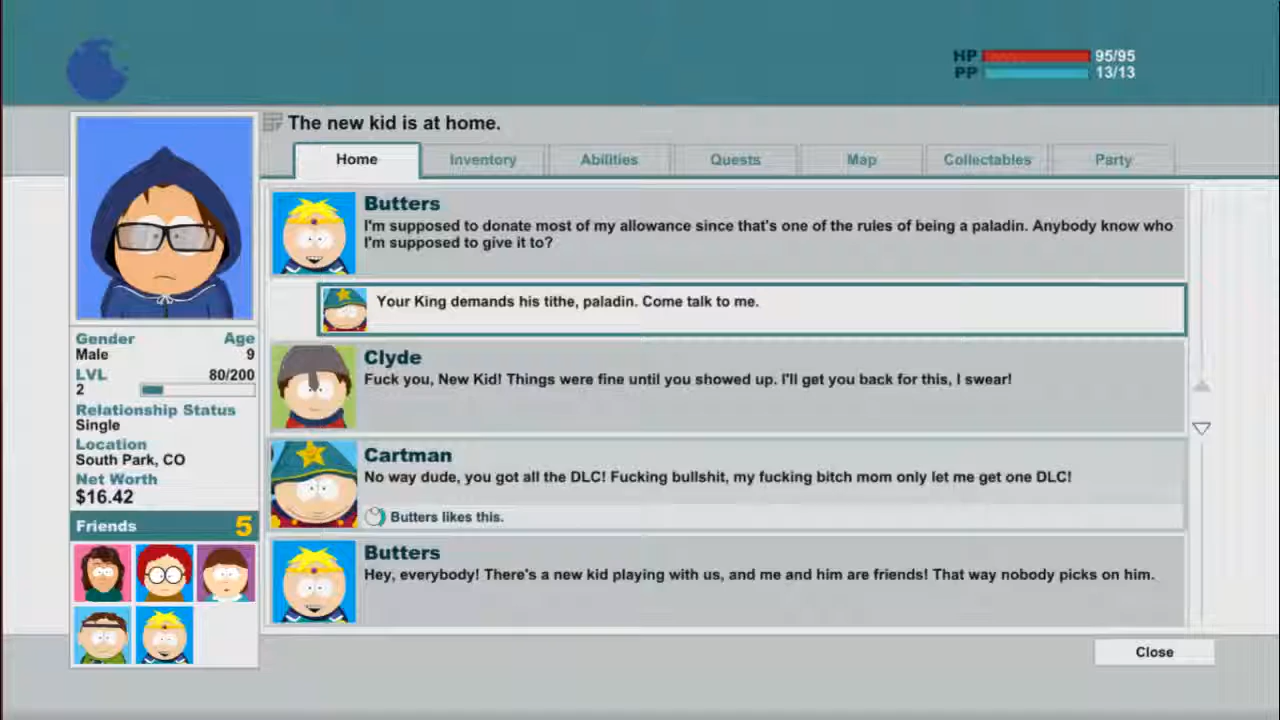 HP 95/95
PP 13/13
The new kid is at home.
Home Inventory Abilities Quests Map Collectables Party
Butters
I'm supposed to donate most of my allowance since that's one of the rules of being a paladin. Anybody know who
I'm supposed to give it to?
Your King demands his tithe, paladin. Come talk to me.
Clyde
Fuck you, New Kid! Things were fine until you showed up. I'll get you back for this, I swear!
Cartman
No way dude, you got all the DLC! Fucking bullshit, my fucking bitch mom only let me get one DLC!
Butters likes this.
Butters
Hey, everybody! There's a new kid playing with us, and me and him are friends! That way nobody picks on him.
Gender Age
Male 9
LVL 80/200
2
Relationship Status
Single
Location
South Park, CO
Net Worth
$16.42
Friends 5
Close